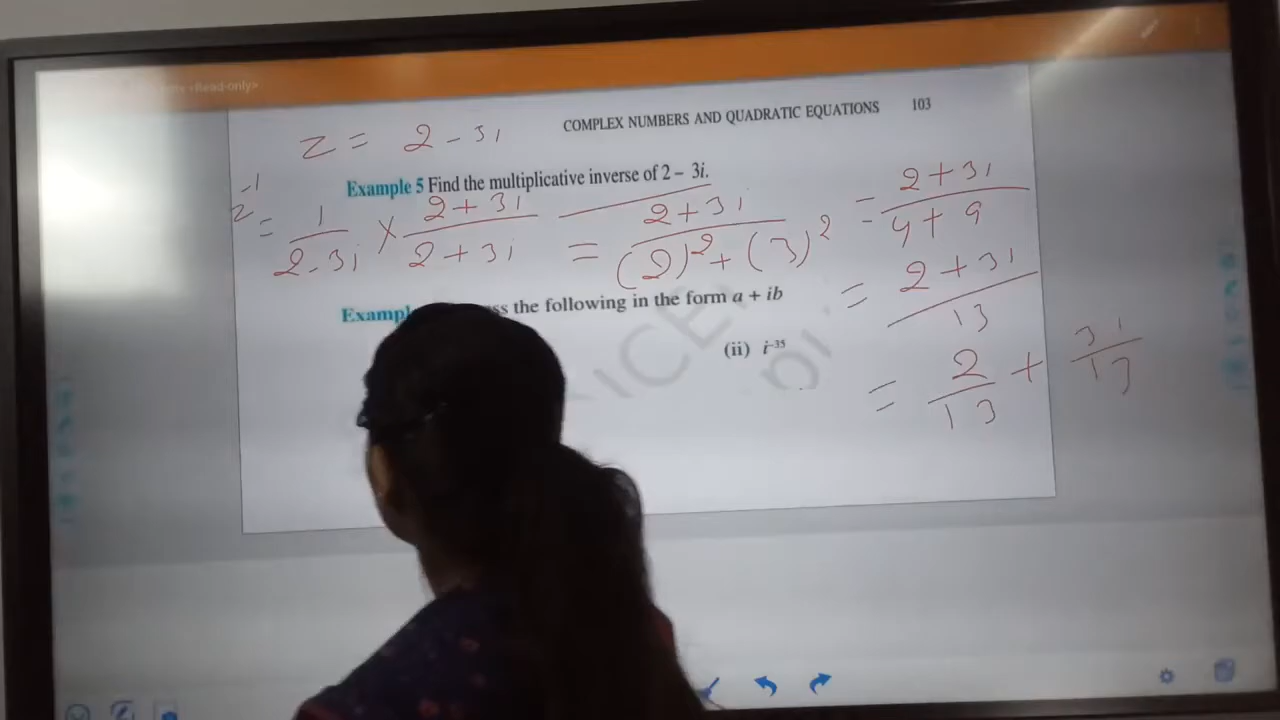 <Read-only>
COMPLEX NUMBERS AND QUADRATIC EQUATIONS 103
z = 2 - 3i
Example 5 Find the multiplicative inverse of 2 – 3i.
z^-1 = 1/(2-3i) × (2+3i)/(2+3i) = (2+3i)/((2)^2 + (3)^2) = (2+3i)/(4+9)
= (2+3i)/13
the following in the form a + ib
(ii) i^-35
= 2/13 + 3i/13